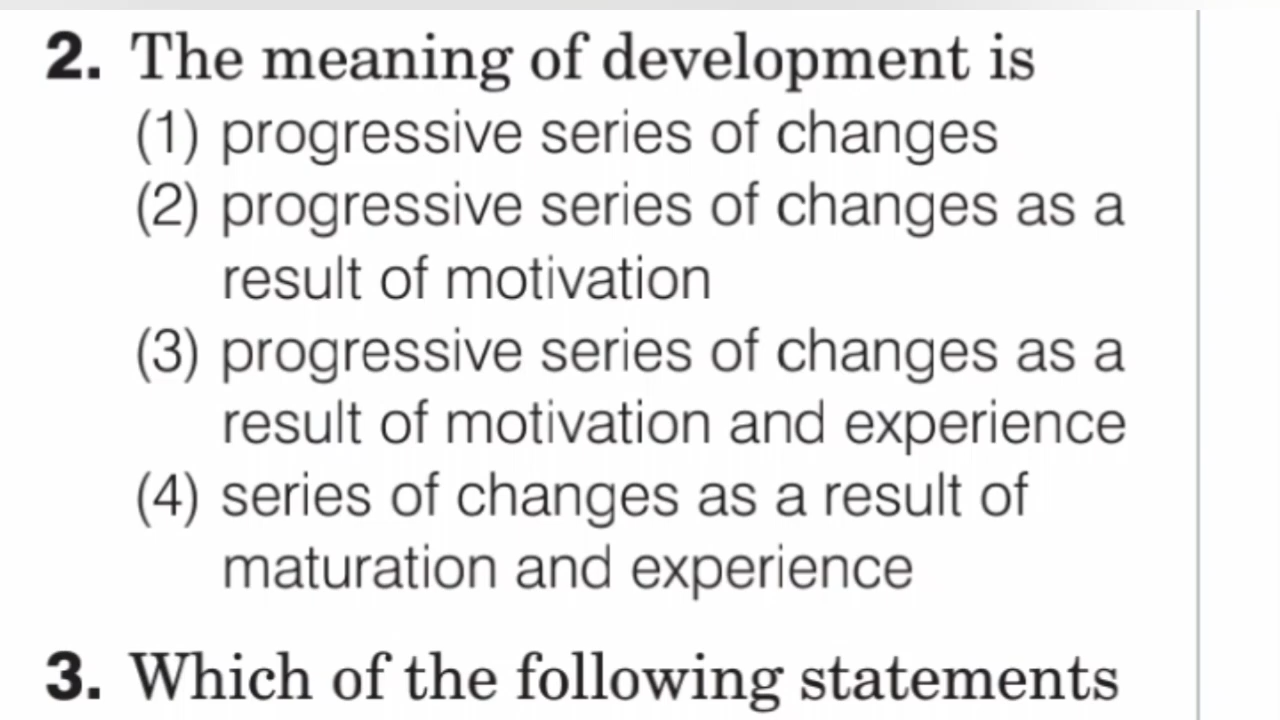 2. The meaning of development is
(1) progressive series of changes
(2) progressive series of changes as a
result of motivation
(3) progressive series of changes as a
result of motivation and experience
(4) series of changes as a result of
maturation and experience
3. Which of the following statements